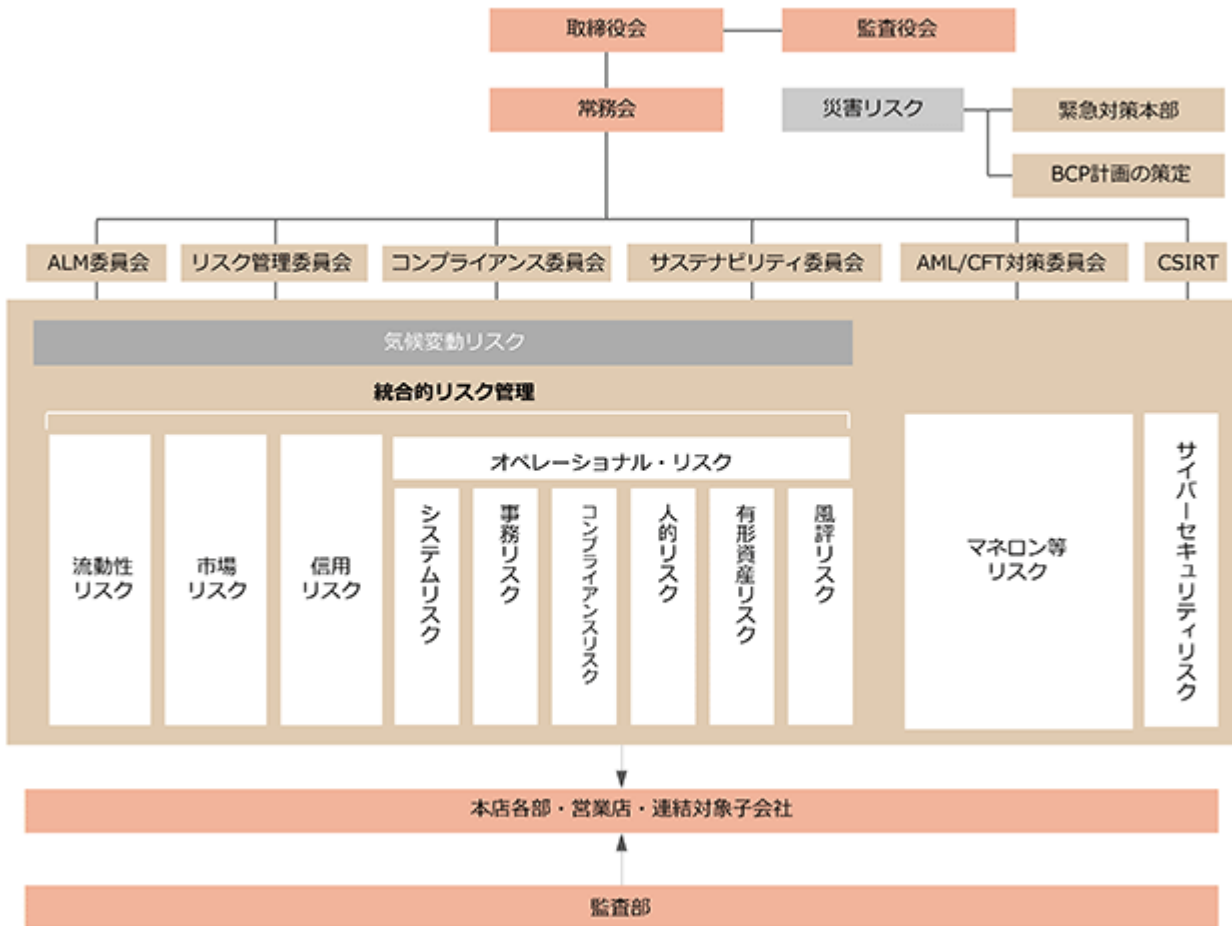 取締役会
監査役会
常務会
災害リスク
緊急対策本部
BCP計画の策定
ALM委員会
リスク管理委員会
コンプライアンス委員会
サステナビリティ委員会
AML/CFT対策委員会
CSIRT
気候変動リスク
統合的リスク管理
流動性
リスク
市場
リスク
信用
リスク
オペレーショナル・リスク
システムリスク
事務リスク
コンプライアンスリスク
人的リスク
有形資産リスク
風評リスク
マネロン等
リスク
サイバーセキュリティリスク
本店各部・営業店・連結対象子会社
監査部